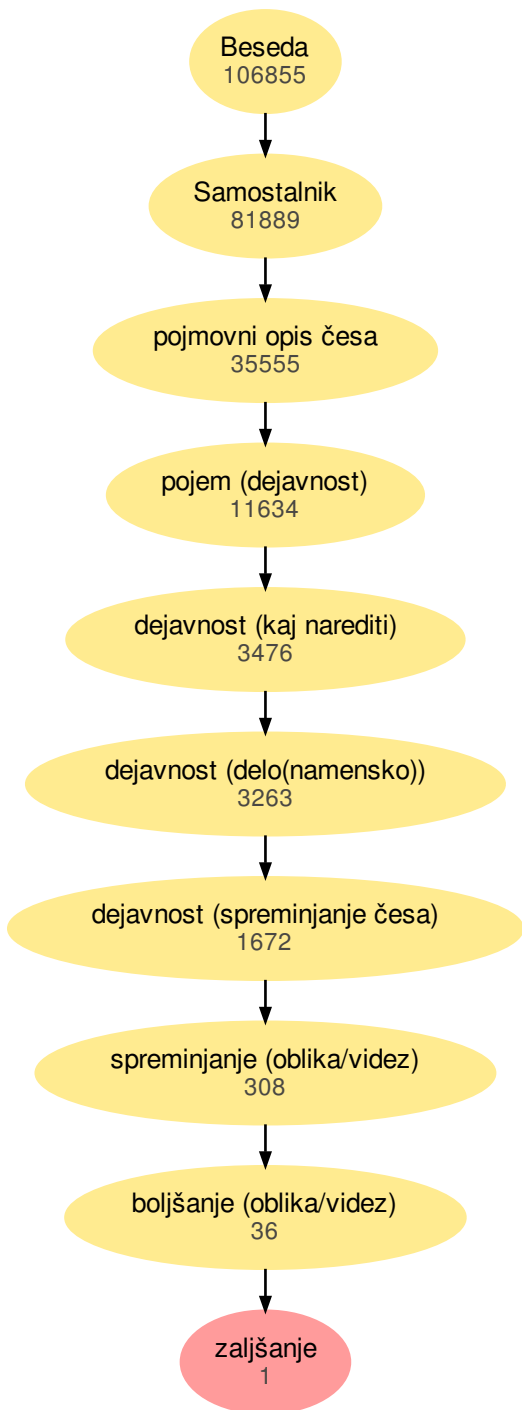 Beseda
106855
Samostalnik
81889
pojmovni opis česa
35555
pojem (dejavnost)
11634
dejavnost (kaj narediti)
3476
dejavnost (delo(namensko))
3263
dejavnost (spreminjanje česa)
1672
spreminjanje (oblika/videz)
308
boljšanje (oblika/videz)
36
zaljšanje
1